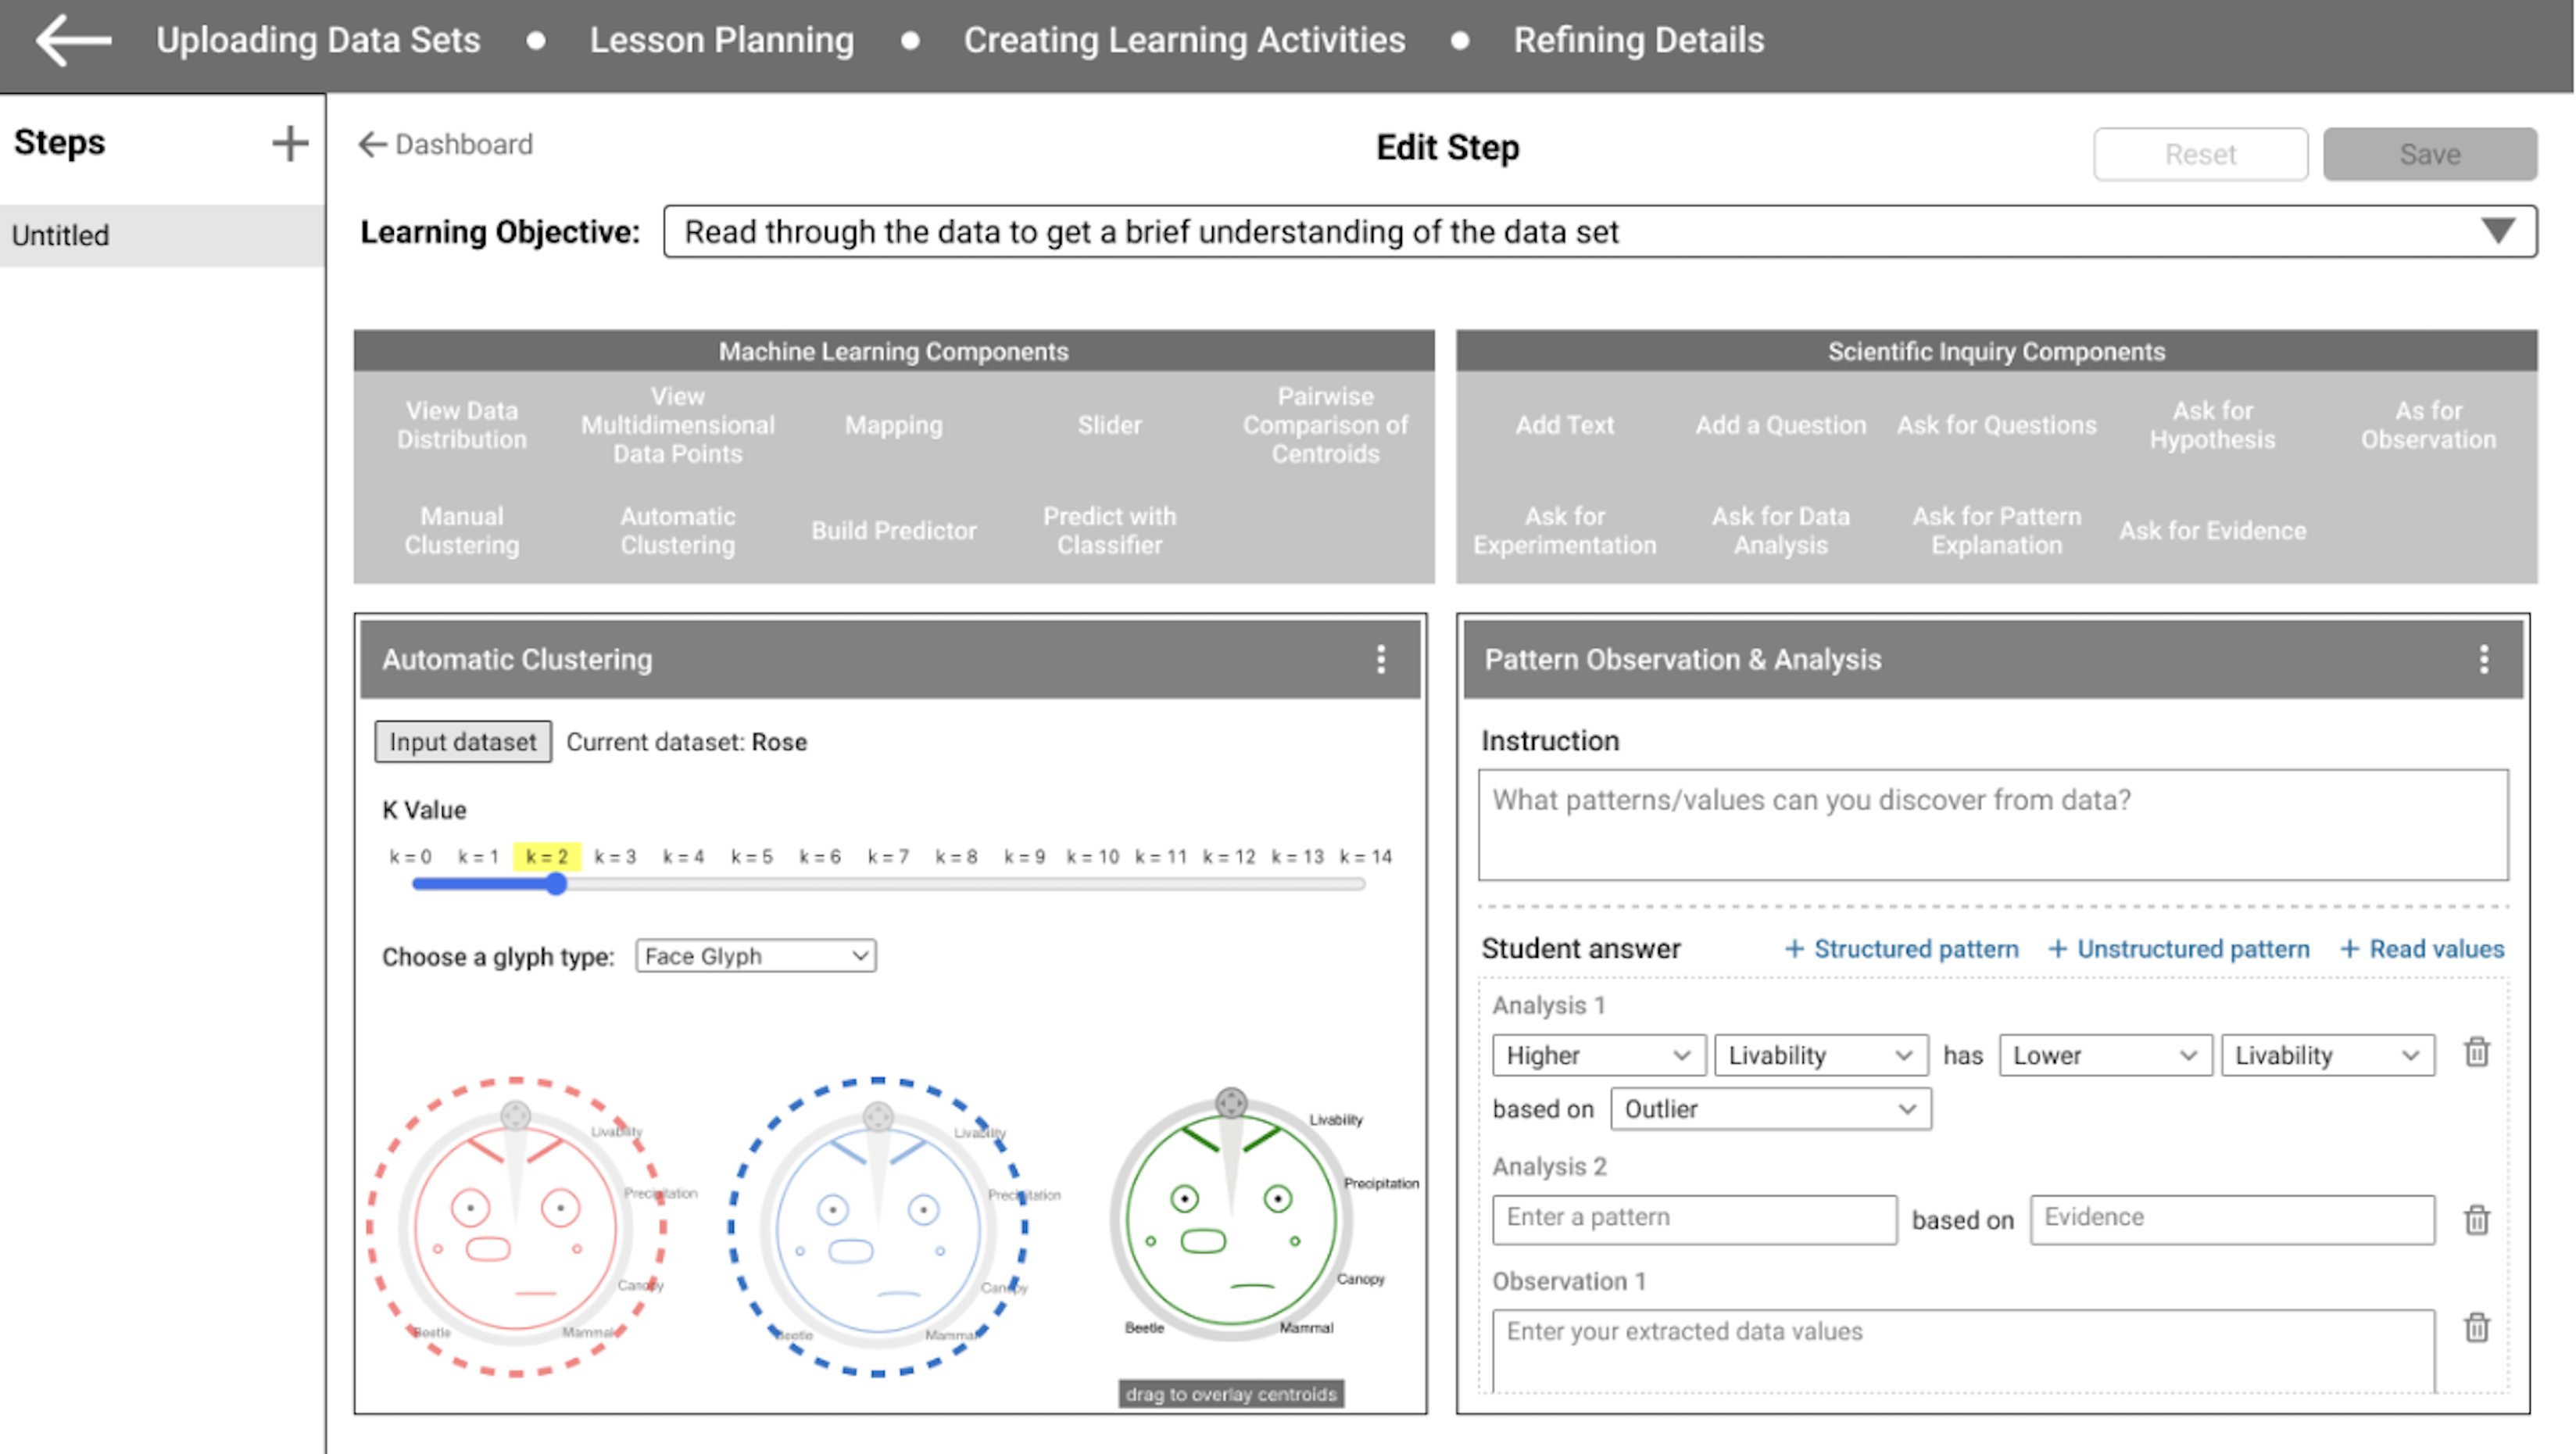 Uploading Data Sets • Lesson Planning • Creating Learning Activities • Refining Details
Steps +
Untitled
← Dashboard
Edit Step
Reset
Save
Learning Objective: Read through the data to get a brief understanding of the data set
Machine Learning Components
View Data
Distribution
View
Multidimensional
Data Points
Mapping
Slider
Pairwise
Comparison of
Centroids
Manual
Clustering
Automatic
Clustering
Build Predictor
Predict with
Classifier
Scientific Inquiry Components
Add Text
Add a Question
Ask for Questions
Ask for
Hypothesis
As for
Observation
Ask for
Experimentation
Ask for Data
Analysis
Ask for Pattern
Explanation
Ask for Evidence
Automatic Clustering
Input dataset Current dataset: Rose
K Value
k = 0 k = 1 k = 2 k = 3 k = 4 k = 5 k = 6 k = 7 k = 8 k = 9 k = 10 k = 11 k = 12 k = 13 k = 14
Choose a glyph type: Face Glyph
Livability
Precipitation
Canopy
Mammal
Beetle
Livability
Precipitation
Canopy
Mammal
Beetle
Livability
Precipitation
Canopy
Mammal
Beetle
drag to overlay centroids
Pattern Observation & Analysis
Instruction
What patterns/values can you discover from data?
Student answer + Structured pattern + Unstructured pattern + Read values
Analysis 1
Higher Livability has Lower Livability
based on Outlier
Analysis 2
Enter a pattern based on Evidence
Observation 1
Enter your extracted data values